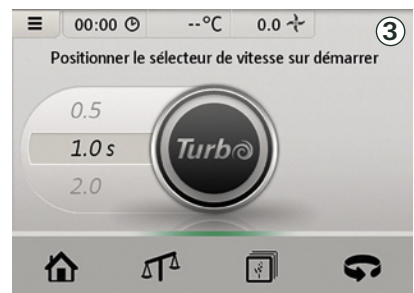 00:00 --°C 0.0 3
Positionner le sélecteur de vitesse sur démarrer
0.5
1.0 s
Turbo
2.0